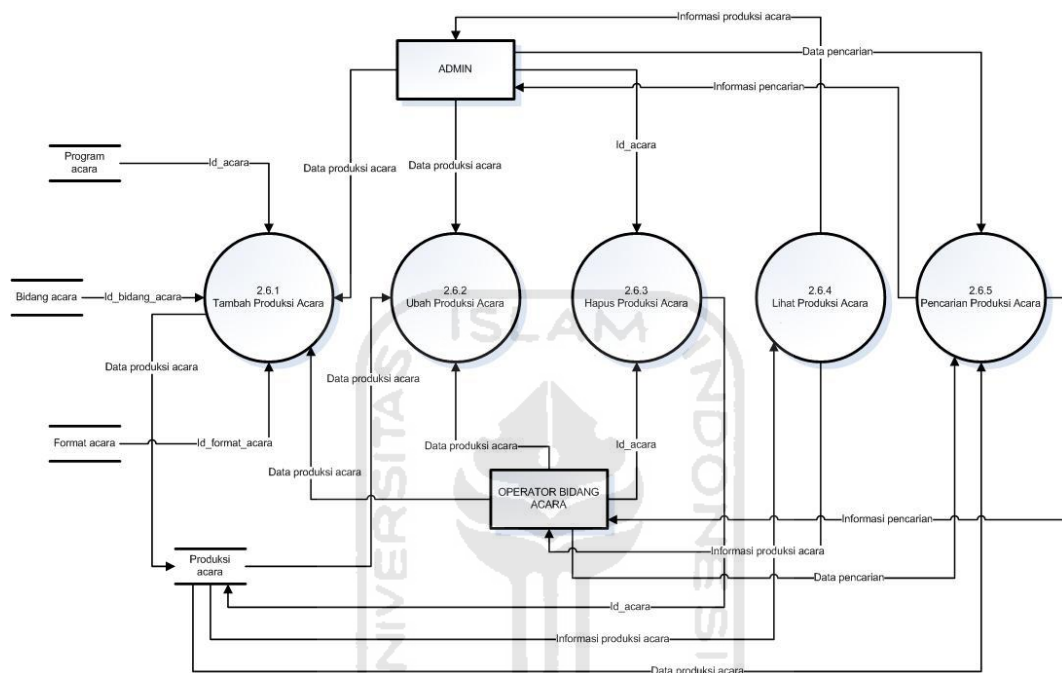 Informasi produksi acara
ADMIN
Data pencarian
Informasi pencarian
Program
acara
Id_acara
Data produksi acara
Data produksi acara
Id_acara
Bidang acara
Id_bidang_acara
2.6.1
Tambah Produksi Acara
2.6.2
Ubah Produksi Acara
2.6.3
Hapus Produksi Acara
2.6.4
Lihat Produksi Acara
2.6.5
Pencarian Produksi Acara
Data produksi acara
Data produksi acara
Format acara
Id_format_acara
Data produksi acara
Id_acara
Data produksi acara
OPERATOR BIDANG
ACARA
Informasi pencarian
Informasi produksi acara
Produksi
acara
Data pencarian
Id_acara
Informasi produksi acara
Data produksi acara
ISLAM
UNIVERSITAS
INDONESI